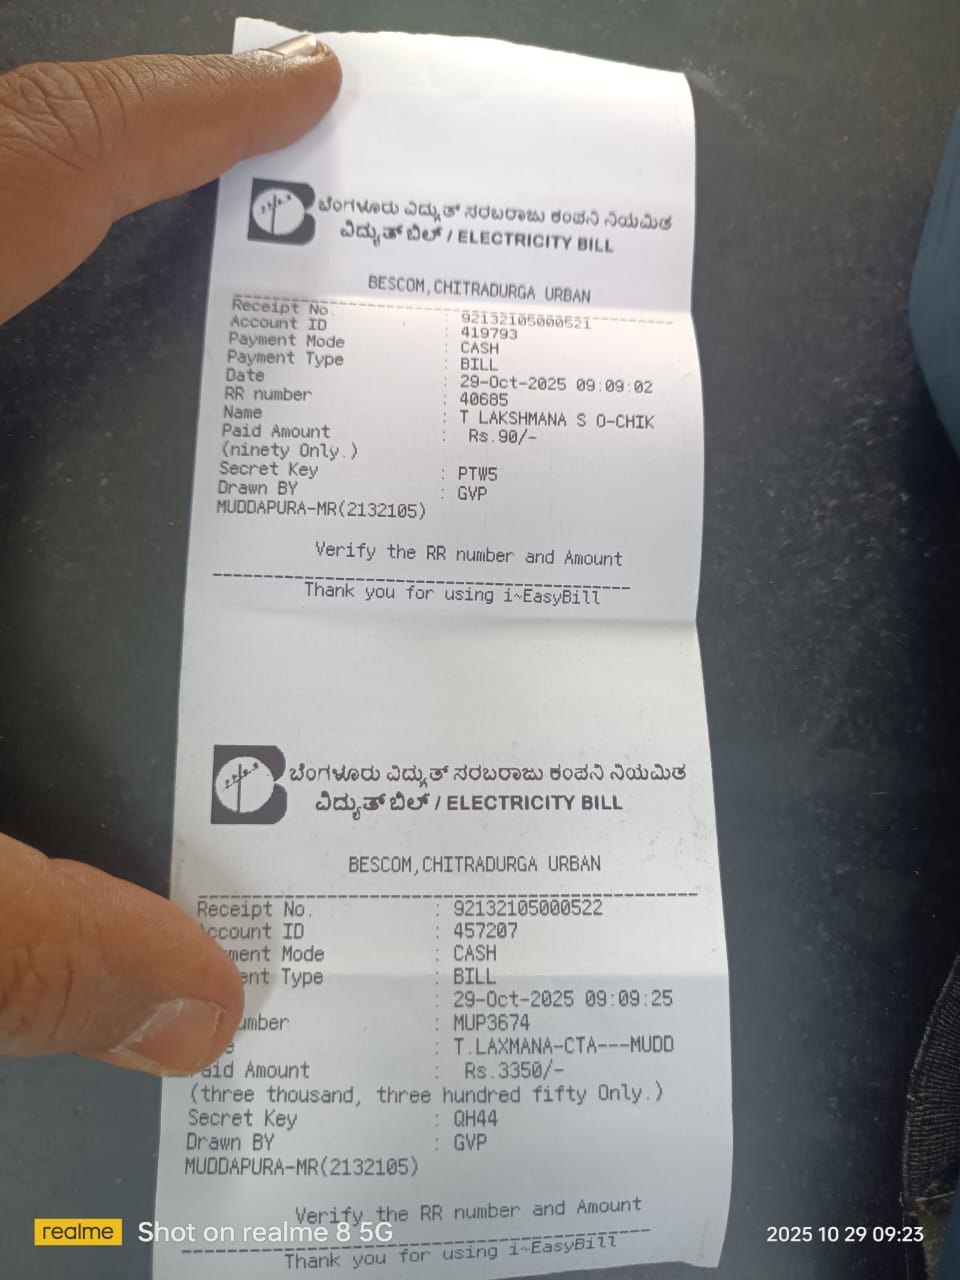 ಬೆಂಗಳೂರು ವಿದ್ಯುತ್ ಸರಬರಾಜು ಕಂಪನಿ ನಿಯಮಿತ
ವಿದ್ಯುತ್ ಬಿಲ್ / ELECTRICITY BILL
BESCOM,CHITRADURGA URBAN
Receipt No. : 92132105000521
Account ID : 419793
Payment Mode : CASH
Payment Type : BILL
Date : 29-Oct-2025 09:09:02
RR number : 40685
Name : T LAKSHMANA S O-CHIK
Paid Amount : Rs.90/-
(ninety Only.)
Secret Key : PTW5
Drawn BY : GVP
MUDDAPURA-MR(2132105)
Verify the RR number and Amount
Thank you for using i~EasyBill
ಬೆಂಗಳೂರು ವಿದ್ಯುತ್ ಸರಬರಾಜು ಕಂಪನಿ ನಿಯಮಿತ
ವಿದ್ಯುತ್ ಬಿಲ್ / ELECTRICITY BILL
BESCOM,CHITRADURGA URBAN
Receipt No. : 92132105000522
ccount ID : 457207
ment Mode : CASH
ent Type : BILL
: 29-Oct-2025 09:09:25
umber : MUP3674
e : T.LAXMANA-CTA---MUDD
aid Amount : Rs.3350/-
(three thousand, three hundred fifty Only.)
Secret Key : QH44
Drawn BY : GVP
MUDDAPURA-MR(2132105)
Verify the RR number and Amount
Thank you for using i~EasyBill
realme Shot on realme 8 5G 2025 10 29 09:23